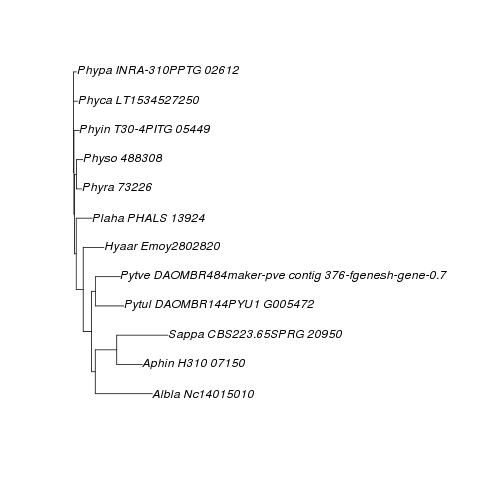 Phypa INRA-310PPTG 02612
Phyca LT1534527250
Phyin T30-4PITG 05449
Physo 488308
Phyra 73226
Plaha PHALS 13924
Hyaar Emoy2802820
Pytve DAOMBR484maker-pve contig 376-fgenesh-gene-0.7
Pytul DAOMBR144PYU1 G005472
Sappa CBS223.65SPRG 20950
Aphin H310 07150
Albla Nc14015010